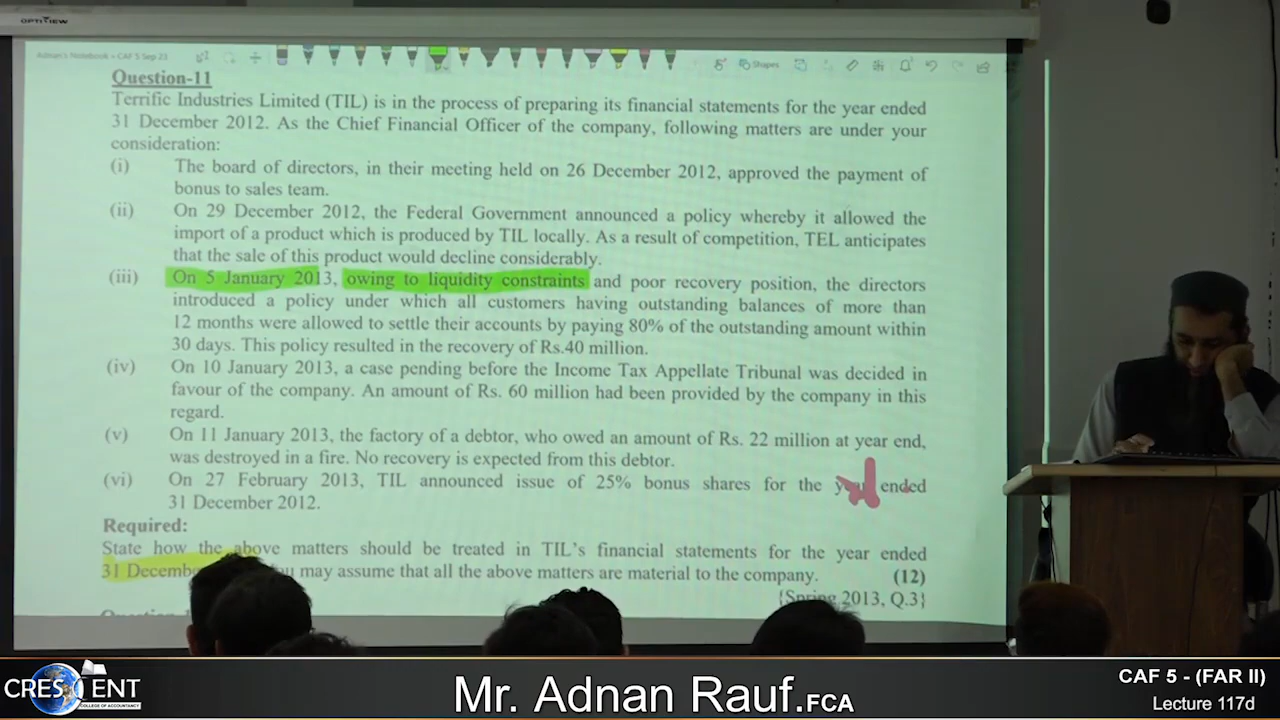 OPTIVIEW
Adnan's Notebook - CAF 5 Sep 23
Shapes
Question-11
Terrific Industries Limited (TIL) is in the process of preparing its financial statements for the year ended
31 December 2012. As the Chief Financial Officer of the company, following matters are under your
consideration:
(i) The board of directors, in their meeting held on 26 December 2012, approved the payment of
bonus to sales team.
(ii) On 29 December 2012, the Federal Government announced a policy whereby it allowed the
import of a product which is produced by TIL locally. As a result of competition, TEL anticipates
that the sale of this product would decline considerably.
(iii) On 5 January 2013, owing to liquidity constraints and poor recovery position, the directors
introduced a policy under which all customers having outstanding balances of more than
12 months were allowed to settle their accounts by paying 80% of the outstanding amount within
30 days. This policy resulted in the recovery of Rs.40 million.
(iv) On 10 January 2013, a case pending before the Income Tax Appellate Tribunal was decided in
favour of the company. An amount of Rs. 60 million had been provided by the company in this
regard.
(v) On 11 January 2013, the factory of a debtor, who owed an amount of Rs. 22 million at year end,
was destroyed in a fire. No recovery is expected from this debtor.
(vi) On 27 February 2013, TIL announced issue of 25% bonus shares for the year ended
31 December 2012.
Required:
State how the above matters should be treated in TIL's financial statements for the year ended
31 may assume that all the above matters are material to the company. (12)
{Spring 2013, Q.3}
CRESCENT
COLLEGE OF ACCOUNTANCY
Mr. Adnan Rauf.FCA
CAF 5 - (FAR II)
Lecture 117d